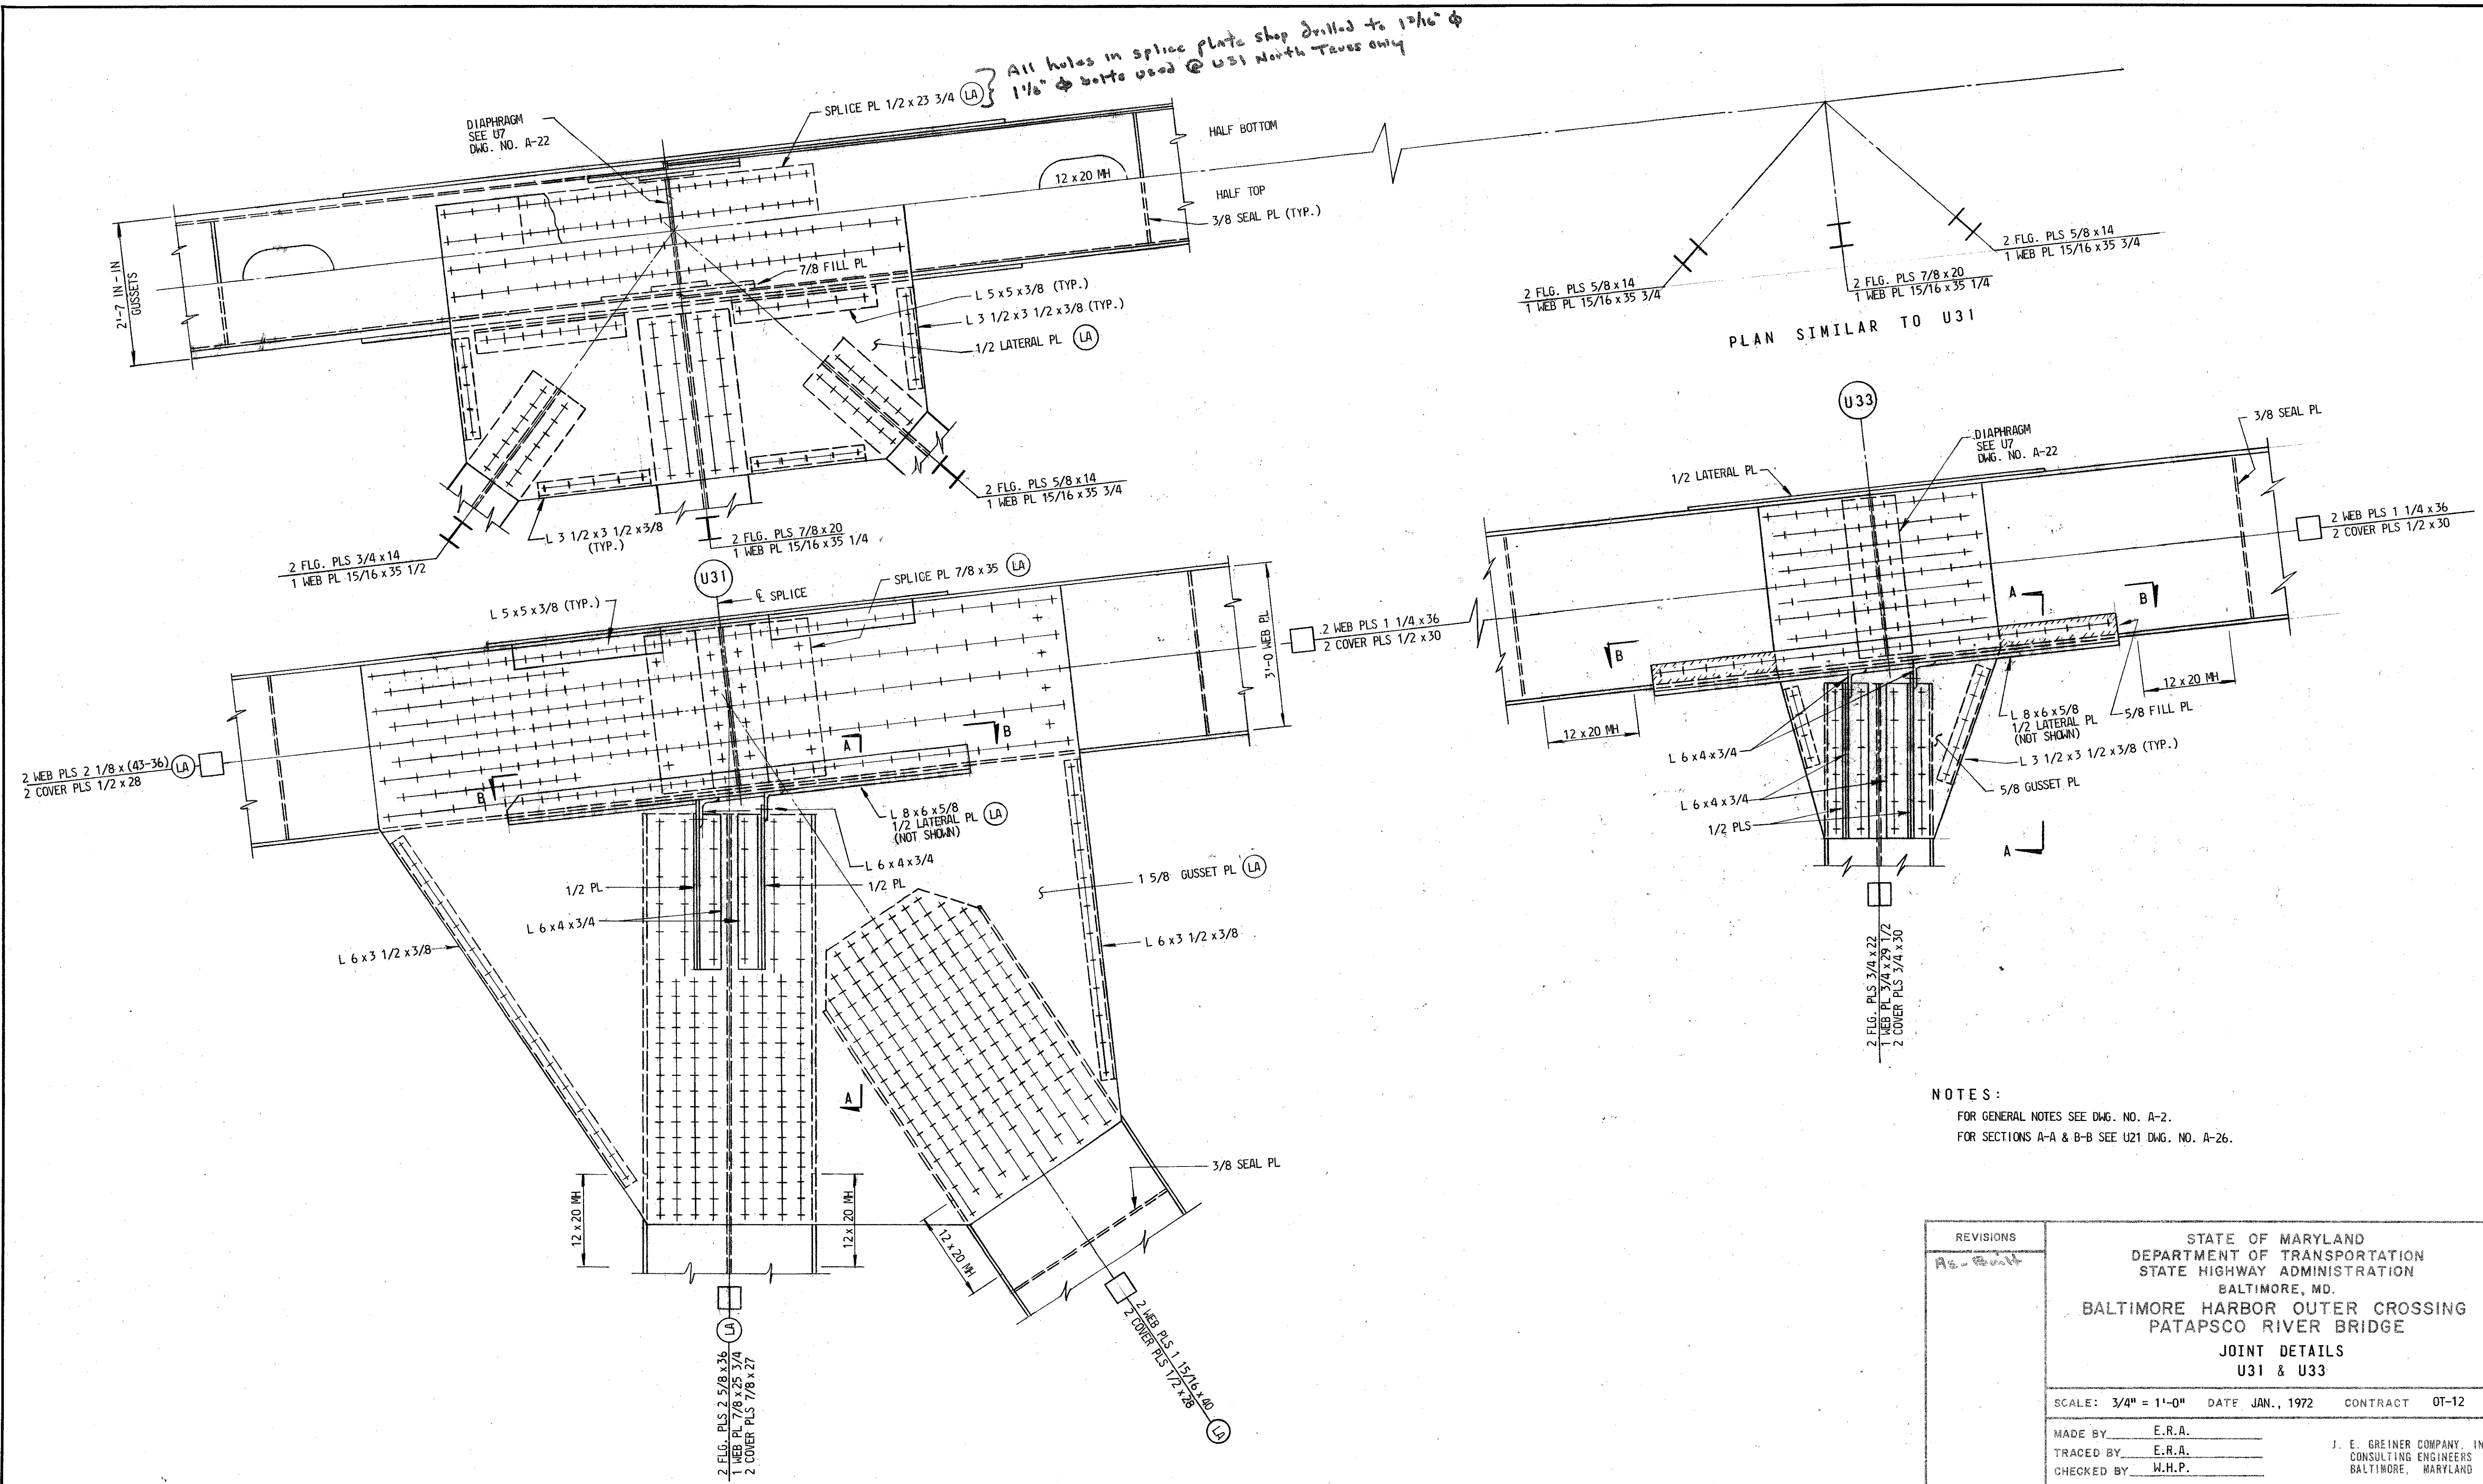 All holes in splice plate shop drilled to 1 3/16" φ
1 1/8" φ bolts used @ U31 North Truss only
SPLICE PL 1/2 x 23 3/4 (LA)
DIAPHRAGM
SEE U7
DWG. NO. A-22
HALF BOTTOM
12 x 20 MH
HALF TOP
3/8 SEAL PL (TYP.)
2'-7 IN-IN
GUSSETS
7/8 FILL PL
L 5 x 5 x 3/8 (TYP.)
L 3 1/2 x 3 1/2 x 3/8 (TYP.)
1/2 LATERAL PL (LA)
2 FLG. PLS 5/8 x 14
1 WEB PL 15/16 x 35 3/4
L 3 1/2 x 3 1/2 x 3/8
(TYP.)
2 FLG. PLS 7/8 x 20
1 WEB PL 15/16 x 35 1/4
2 FLG. PLS 3/4 x 14
1 WEB PL 15/16 x 35 1/2
2 FLG. PLS 5/8 x 14
1 WEB PL 15/16 x 35 3/4
2 FLG. PLS 7/8 x 20
1 WEB PL 15/16 x 35 1/4
2 FLG. PLS 5/8 x 14
1 WEB PL 15/16 x 35 3/4
PLAN SIMILAR TO U31
U31
℄ SPLICE
SPLICE PL 7/8 x 35 (LA)
L 5 x 5 x 3/8 (TYP.)
3'-0 WEB PL
2 WEB PLS 1 1/4 x 36
2 COVER PLS 1/2 x 30
2 WEB PLS 2 1/8 x (43-36) (LA)
2 COVER PLS 1/2 x 28
A
B
B
L 8 x 6 x 5/8
1/2 LATERAL PL (LA)
(NOT SHOWN)
L 6 x 4 x 3/4
1/2 PL
1/2 PL
L 6 x 4 x 3/4
1 5/8 GUSSET PL (LA)
L 6 x 3 1/2 x 3/8
L 6 x 3 1/2 x 3/8
A
3/8 SEAL PL
12 x 20 MH
12 x 20 MH
12 x 20 MH
(LA)
2 FLG. PLS 2 5/8 x 36
1 WEB PL 7/8 x 25 3/4
2 COVER PLS 7/8 x 27
2 WEB PLS 1 15/16 x 40
2 COVER PLS 1/2 x 28
(LA)
U33
DIAPHRAGM
SEE U7
DWG. NO. A-22
3/8 SEAL PL
1/2 LATERAL PL
2 WEB PLS 1 1/4 x 36
2 COVER PLS 1/2 x 30
A
B
B
12 x 20 MH
12 x 20 MH
L 8 x 6 x 5/8
1/2 LATERAL PL
(NOT SHOWN)
5/8 FILL PL
L 6 x 4 x 3/4
L 3 1/2 x 3 1/2 x 3/8 (TYP.)
L 6 x 4 x 3/4
5/8 GUSSET PL
1/2 PLS
A
2 FLG. PLS 3/4 x 22
1 WEB PL 3/4 x 29 1/2
2 COVER PLS 3/4 x 30
NOTES:
FOR GENERAL NOTES SEE DWG. NO. A-2.
FOR SECTIONS A-A & B-B SEE U21 DWG. NO. A-26.
REVISIONS
As-Built
STATE OF MARYLAND
DEPARTMENT OF TRANSPORTATION
STATE HIGHWAY ADMINISTRATION
BALTIMORE, MD.
BALTIMORE HARBOR OUTER CROSSING
PATAPSCO RIVER BRIDGE
JOINT DETAILS
U31 & U33
SCALE: 3/4" = 1'-0" DATE JAN., 1972 CONTRACT OT-12
MADE BY E.R.A.
TRACED BY E.R.A.
CHECKED BY W.H.P.
J. E. GREINER COMPANY, IN
CONSULTING ENGINEERS
BALTIMORE, MARYLAND